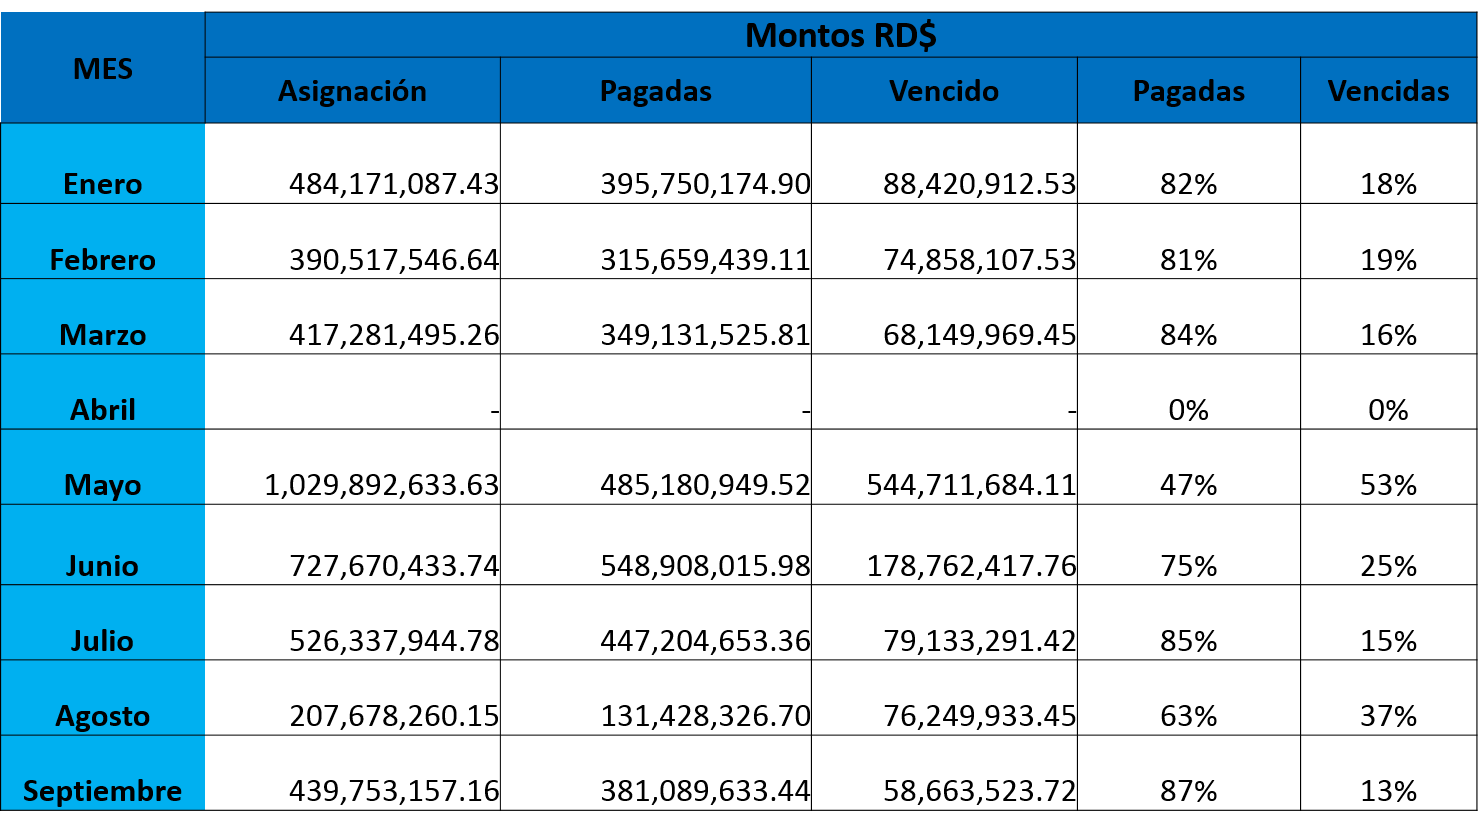 Montos RD$
MES
Asignación Pagadas Vencido Pagadas Vencidas
Enero 484,171,087.43 395,750,174.90 88,420,912.53 82% 18%
Febrero 390,517,546.64 315,659,439.11 74,858,107.53 81% 19%
Marzo 417,281,495.26 349,131,525.81 68,149,969.45 84% 16%
Abril - - - 0% 0%
Mayo 1,029,892,633.63 485,180,949.52 544,711,684.11 47% 53%
Junio 727,670,433.74 548,908,015.98 178,762,417.76 75% 25%
Julio 526,337,944.78 447,204,653.36 79,133,291.42 85% 15%
Agosto 207,678,260.15 131,428,326.70 76,249,933.45 63% 37%
Septiembre 439,753,157.16 381,089,633.44 58,663,523.72 87% 13%